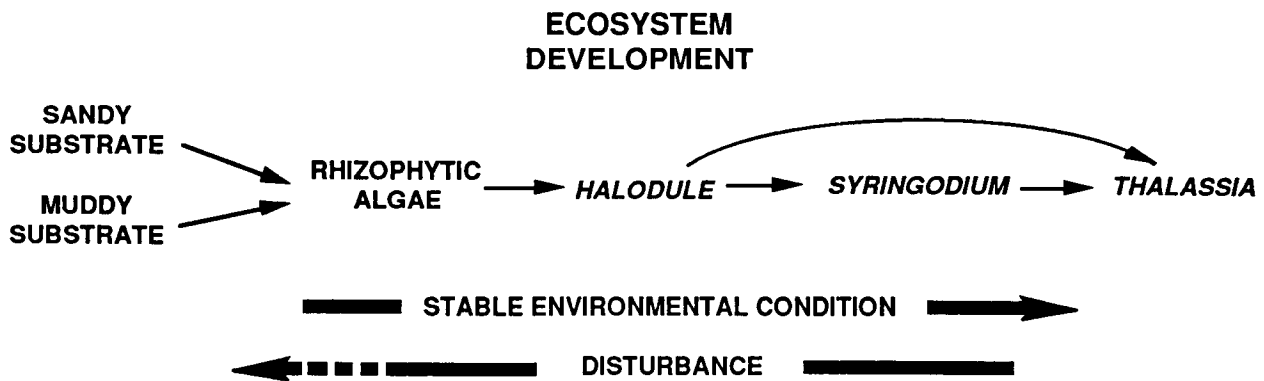 ECOSYSTEM
DEVELOPMENT
SANDY
SUBSTRATE
MUDDY
SUBSTRATE
RHIZOPHYTIC
ALGAE
HALODULE
SYRINGODIUM
THALASSIA
STABLE ENVIRONMENTAL CONDITION
DISTURBANCE